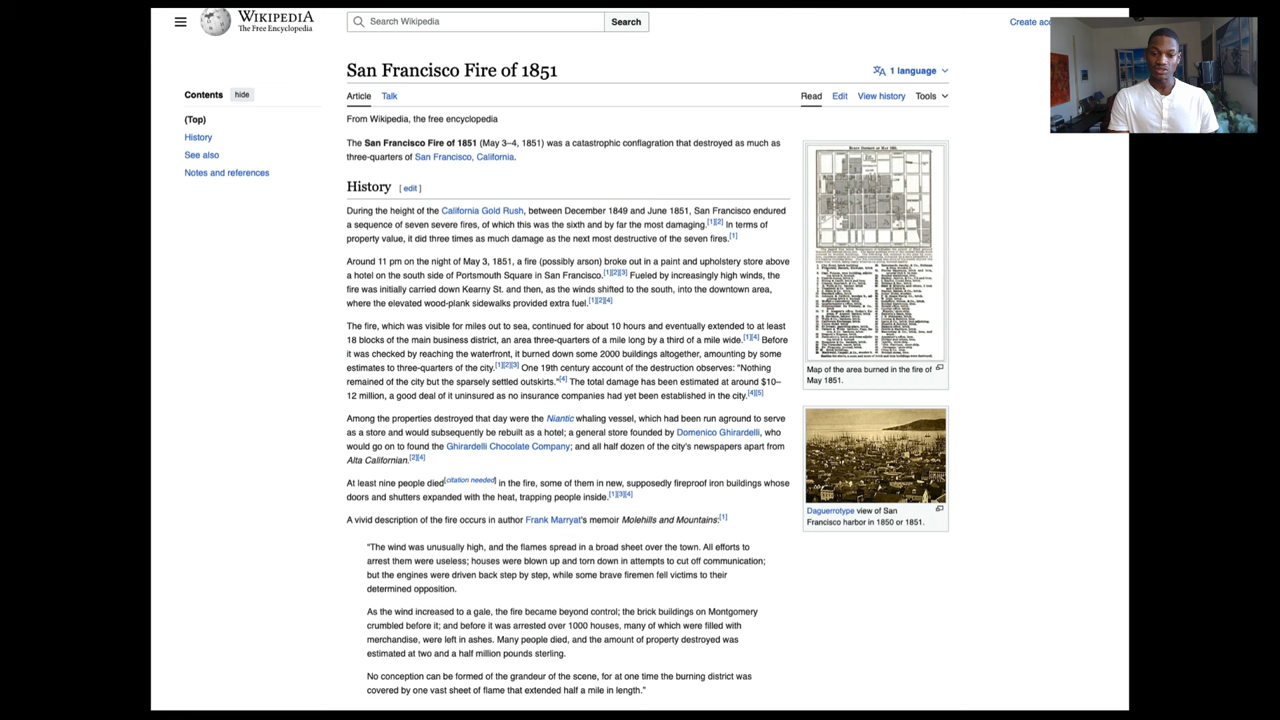 WIKIPEDIA
The Free Encyclopedia
Search Wikipedia
Search
Create acc
San Francisco Fire of 1851
1 language
Contents hide
Article Talk
Read Edit View history Tools
(Top)
History
See also
Notes and references
From Wikipedia, the free encyclopedia
The San Francisco Fire of 1851 (May 3–4, 1851) was a catastrophic conflagration that destroyed as much as
three-quarters of San Francisco, California.
History [ edit ]
During the height of the California Gold Rush, between December 1849 and June 1851, San Francisco endured
a sequence of seven severe fires, of which this was the sixth and by far the most damaging.[1][2] In terms of
property value, it did three times as much damage as the next most destructive of the seven fires.[1]
Around 11 pm on the night of May 3, 1851, a fire (possibly arson) broke out in a paint and upholstery store above
a hotel on the south side of Portsmouth Square in San Francisco.[1][2][3] Fueled by increasingly high winds, the
fire was initially carried down Kearny St. and then, as the winds shifted to the south, into the downtown area,
where the elevated wood-plank sidewalks provided extra fuel.[1][2][4]
The fire, which was visible for miles out to sea, continued for about 10 hours and eventually extended to at least
18 blocks of the main business district, an area three-quarters of a mile long by a third of a mile wide.[1][4] Before
it was checked by reaching the waterfront, it burned down some 2000 buildings altogether, amounting by some
estimates to three-quarters of the city.[1][2][3] One 19th century account of the destruction observes: "Nothing
remained of the city but the sparsely settled outskirts."[4] The total damage has been estimated at around $10–
12 million, a good deal of it uninsured as no insurance companies had yet been established in the city.[4][5]
Among the properties destroyed that day were the Niantic whaling vessel, which had been run aground to serve
as a store and would subsequently be rebuilt as a hotel; a general store founded by Domenico Ghirardelli, who
would go on to found the Ghirardelli Chocolate Company; and all half dozen of the city's newspapers apart from
Alta Californian.[2][4]
At least nine people died[citation needed] in the fire, some of them in new, supposedly fireproof iron buildings whose
doors and shutters expanded with the heat, trapping people inside.[1][3][4]
A vivid description of the fire occurs in author Frank Marryat's memoir Molehills and Mountains:[1]
"The wind was unusually high, and the flames spread in a broad sheet over the town. All efforts to
arrest them were useless; houses were blown up and torn down in attempts to cut off communication;
but the engines were driven back step by step, while some brave firemen fell victims to their
determined opposition.
As the wind increased to a gale, the fire became beyond control; the brick buildings on Montgomery
crumbled before it; and before it was arrested over 1000 houses, many of which were filled with
merchandise, were left in ashes. Many people died, and the amount of property destroyed was
estimated at two and a half million pounds sterling.
No conception can be formed of the grandeur of the scene, for at one time the burning district was
covered by one vast sheet of flame that extended half a mile in length."
Map of the area burned in the fire of
May 1851.
Daguerrotype view of San
Francisco harbor in 1850 or 1851.